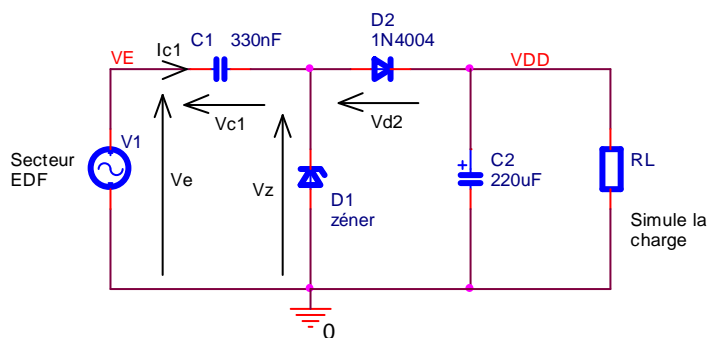 D2
C1 330nF 1N4004
Ic1
VE
VDD
Vc1
Vd2
V1
Secteur
EDF
Ve
Vz
D1
zéner
+
C2
220uF
RL
Simule la
charge
0